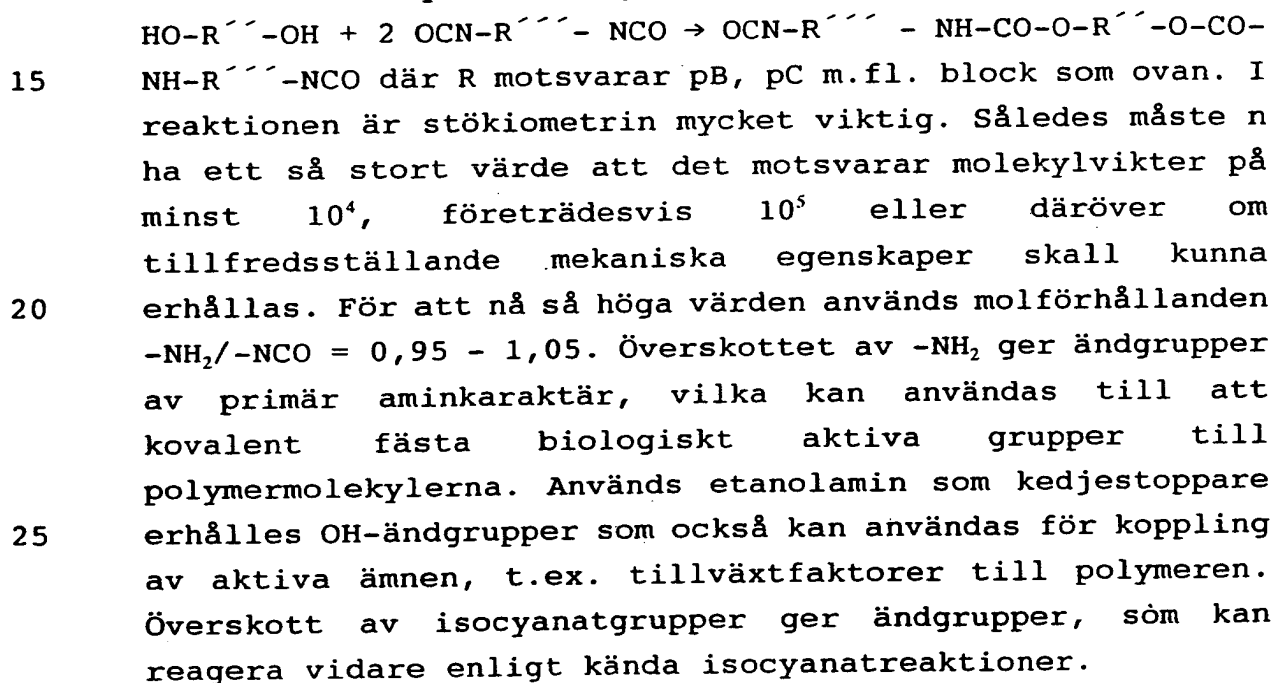 HO-R´´-OH + 2 OCN-R´´´- NCO → OCN-R´´´ - NH-CO-O-R´´-O-CO-
15 NH-R´´´-NCO där R motsvarar pB, pC m.fl. block som ovan. I
reaktionen är stökiometrin mycket viktig. Således måste n
ha ett så stort värde att det motsvarar molekylvikter på
minst 10⁴, företrädesvis 10⁵ eller däröver om
tillfredsställande mekaniska egenskaper skall kunna
20 erhållas. För att nå så höga värden används molförhållanden
-NH₂/-NCO = 0,95 - 1,05. Överskottet av -NH₂ ger ändgrupper
av primär aminkaraktär, vilka kan användas till att
kovalent fästa biologiskt aktiva grupper till
polymermolekylerna. Används etanolamin som kedjestoppare
25 erhålles OH-ändgrupper som också kan användas för koppling
av aktiva ämnen, t.ex. tillväxtfaktorer till polymeren.
Överskott av isocyanatgrupper ger ändgrupper, som kan
reagera vidare enligt kända isocyanatreaktioner.